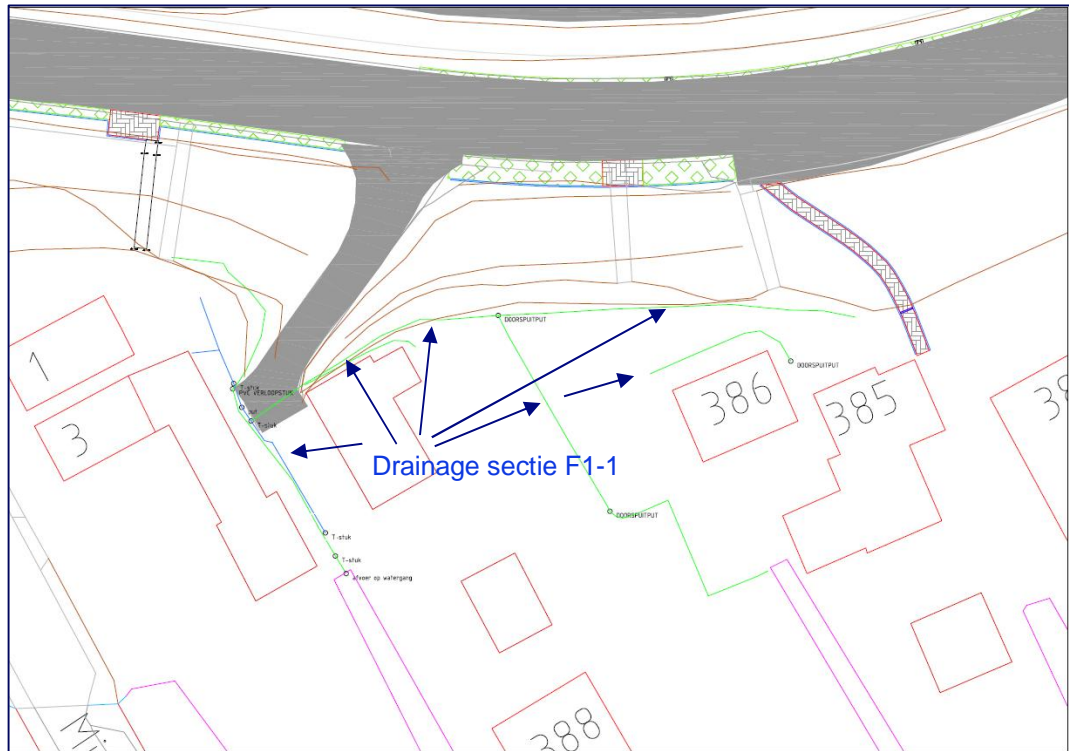 DOORSPUITPUT
1
3
T-stuk
PVC VERLOOPSTUK
T-stuk
Drainage sectie F1-1
386
385
38
DOORSPUITPUT
DOORSPUITPUT
T-stuk
T-stuk
afvoer op watergang
388